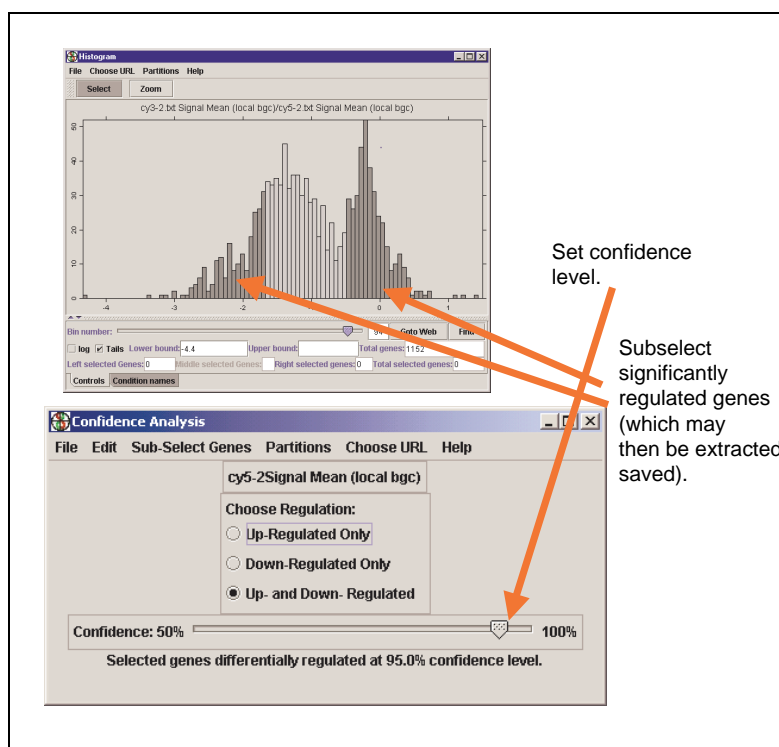 Histogram
File Choose URL Partitions Help
Select Zoom
cy3-2.txt Signal Mean (local bgc)/cy5-2.txt Signal Mean (local bgc)
50
40
30
20
10
0
-4 -3 -2 -1 0 1
Bin number: 94 Goto Web Find
log Tails Lower bound: -4.4 Upper bound: Total genes: 1152
Left selected Genes: 0 Middle selected Genes: Right selected genes: 0 Total selected genes: 0
Controls Condition names
Set confidence
level.
Subselect
significantly
regulated genes
(which may
then be extracted
saved).
Confidence Analysis
File Edit Sub-Select Genes Partitions Choose URL Help
cy5-2Signal Mean (local bgc)
Choose Regulation:
Up-Regulated Only
Down-Regulated Only
Up- and Down- Regulated
Confidence: 50% 100%
Selected genes differentially regulated at 95.0% confidence level.